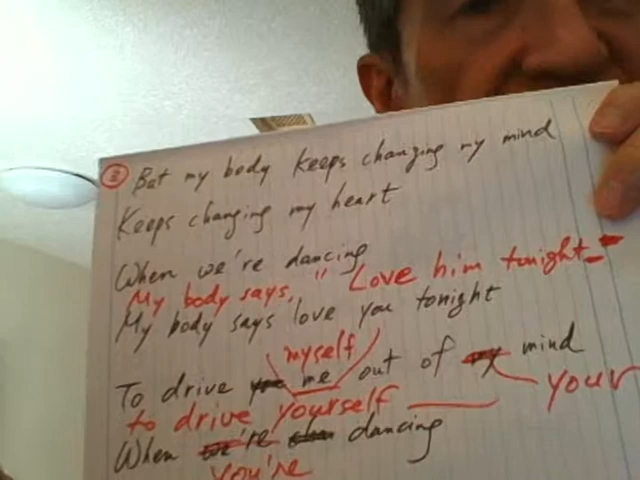 ② But my body keeps changing my mind
Keeps changing my heart
When we're dancing
My body says, "Love him tonight"
My body says love you tonight
myself
To drive me out of my mind
to drive yourself your
When we're dancing
you're